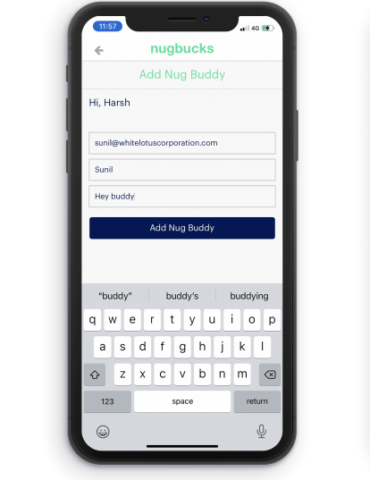 11:57
4G
nugbucks
Add Nug Buddy
Hi, Harsh
sunil@whitelotuscorporation.com
Sunil
Hey buddy
Add Nug Buddy
"buddy" buddy's buddying
q w e r t y u i o p
a s d f g h j k l
z x c v b n m
123 space return